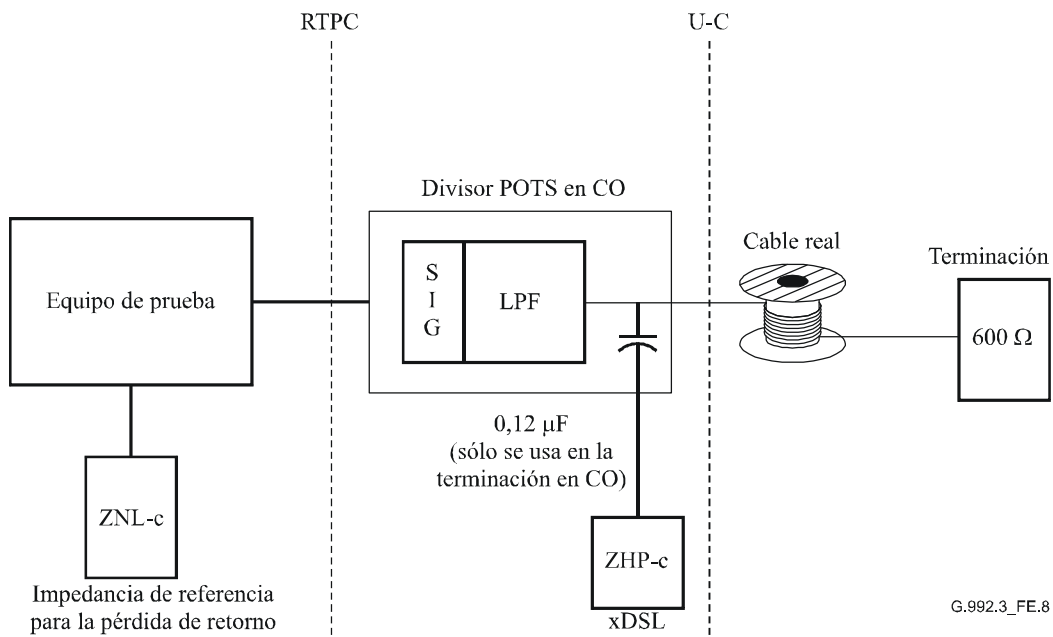 RTPC
U-C
Divisor POTS en CO
Cable real
Terminación
Equipo de prueba
S
I
G
LPF
600 Ω
0,12 µF
(sólo se usa en la
terminación en CO)
ZNL-c
ZHP-c
Impedancia de referencia
para la pérdida de retorno
xDSL
G.992.3_FE.8